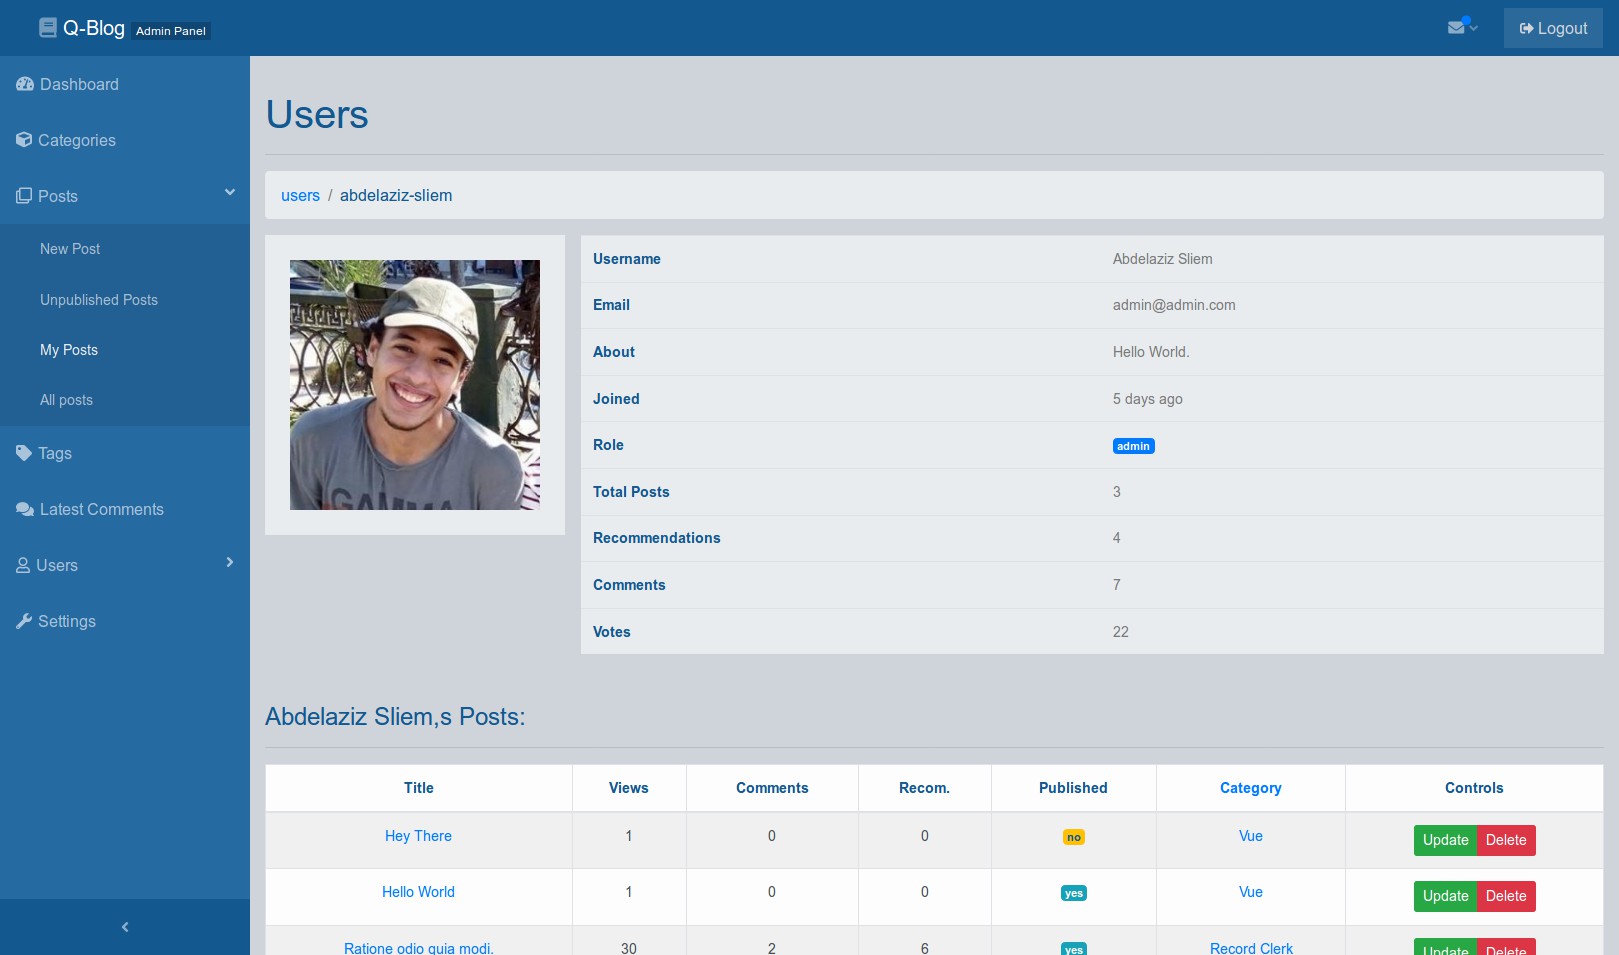 Q-Blog Admin Panel
Logout
Dashboard
Categories
Posts
New Post
Unpublished Posts
My Posts
All posts
Tags
Latest Comments
Users
Settings
Users
users / abdelaziz-sliem
GAMMA
Username Abdelaziz Sliem
Email admin@admin.com
About Hello World.
Joined 5 days ago
Role admin
Total Posts 3
Recommendations 4
Comments 7
Votes 22
Abdelaziz Sliem,s Posts:
Title Views Comments Recom. Published Category Controls
Hey There 1 0 0 no Vue Update Delete
Hello World 1 0 0 yes Vue Update Delete
Ratione odio quia modi. 30 2 6 yes Record Clerk Update Delete